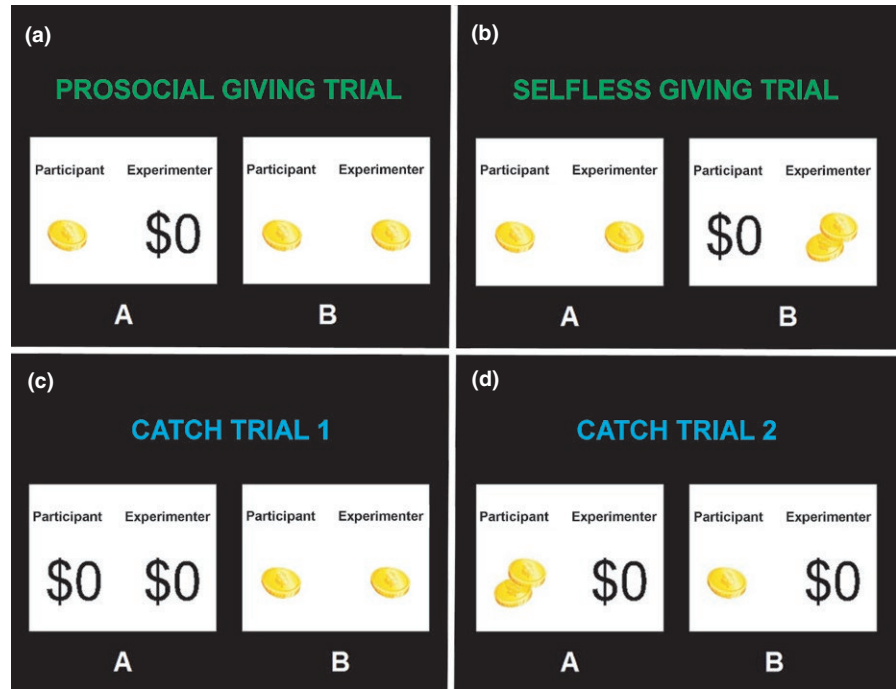 (a)
PROSOCIAL GIVING TRIAL
Participant Experimenter
$0
A
Participant Experimenter
B
(b)
SELFLESS GIVING TRIAL
Participant Experimenter
A
Participant Experimenter
$0
B
(c)
CATCH TRIAL 1
Participant Experimenter
$0 $0
A
Participant Experimenter
B
(d)
CATCH TRIAL 2
Participant Experimenter
$0
A
Participant Experimenter
$0
B